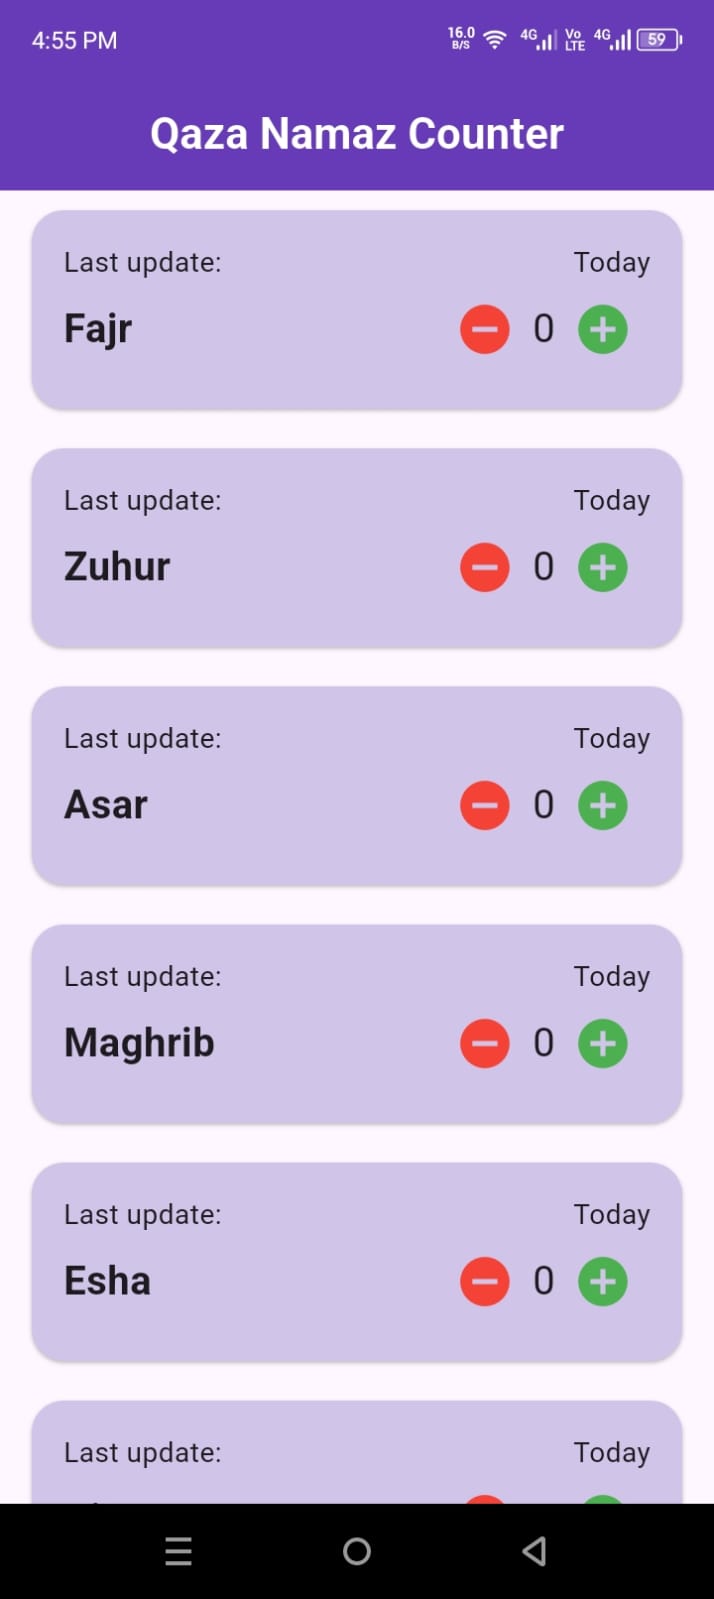 4:55 PM 16.0 B/S 4G Vo LTE 4G 59
Qaza Namaz Counter
Last update: Today
Fajr 0
Last update: Today
Zuhur 0
Last update: Today
Asar 0
Last update: Today
Maghrib 0
Last update: Today
Esha 0
Last update: Today